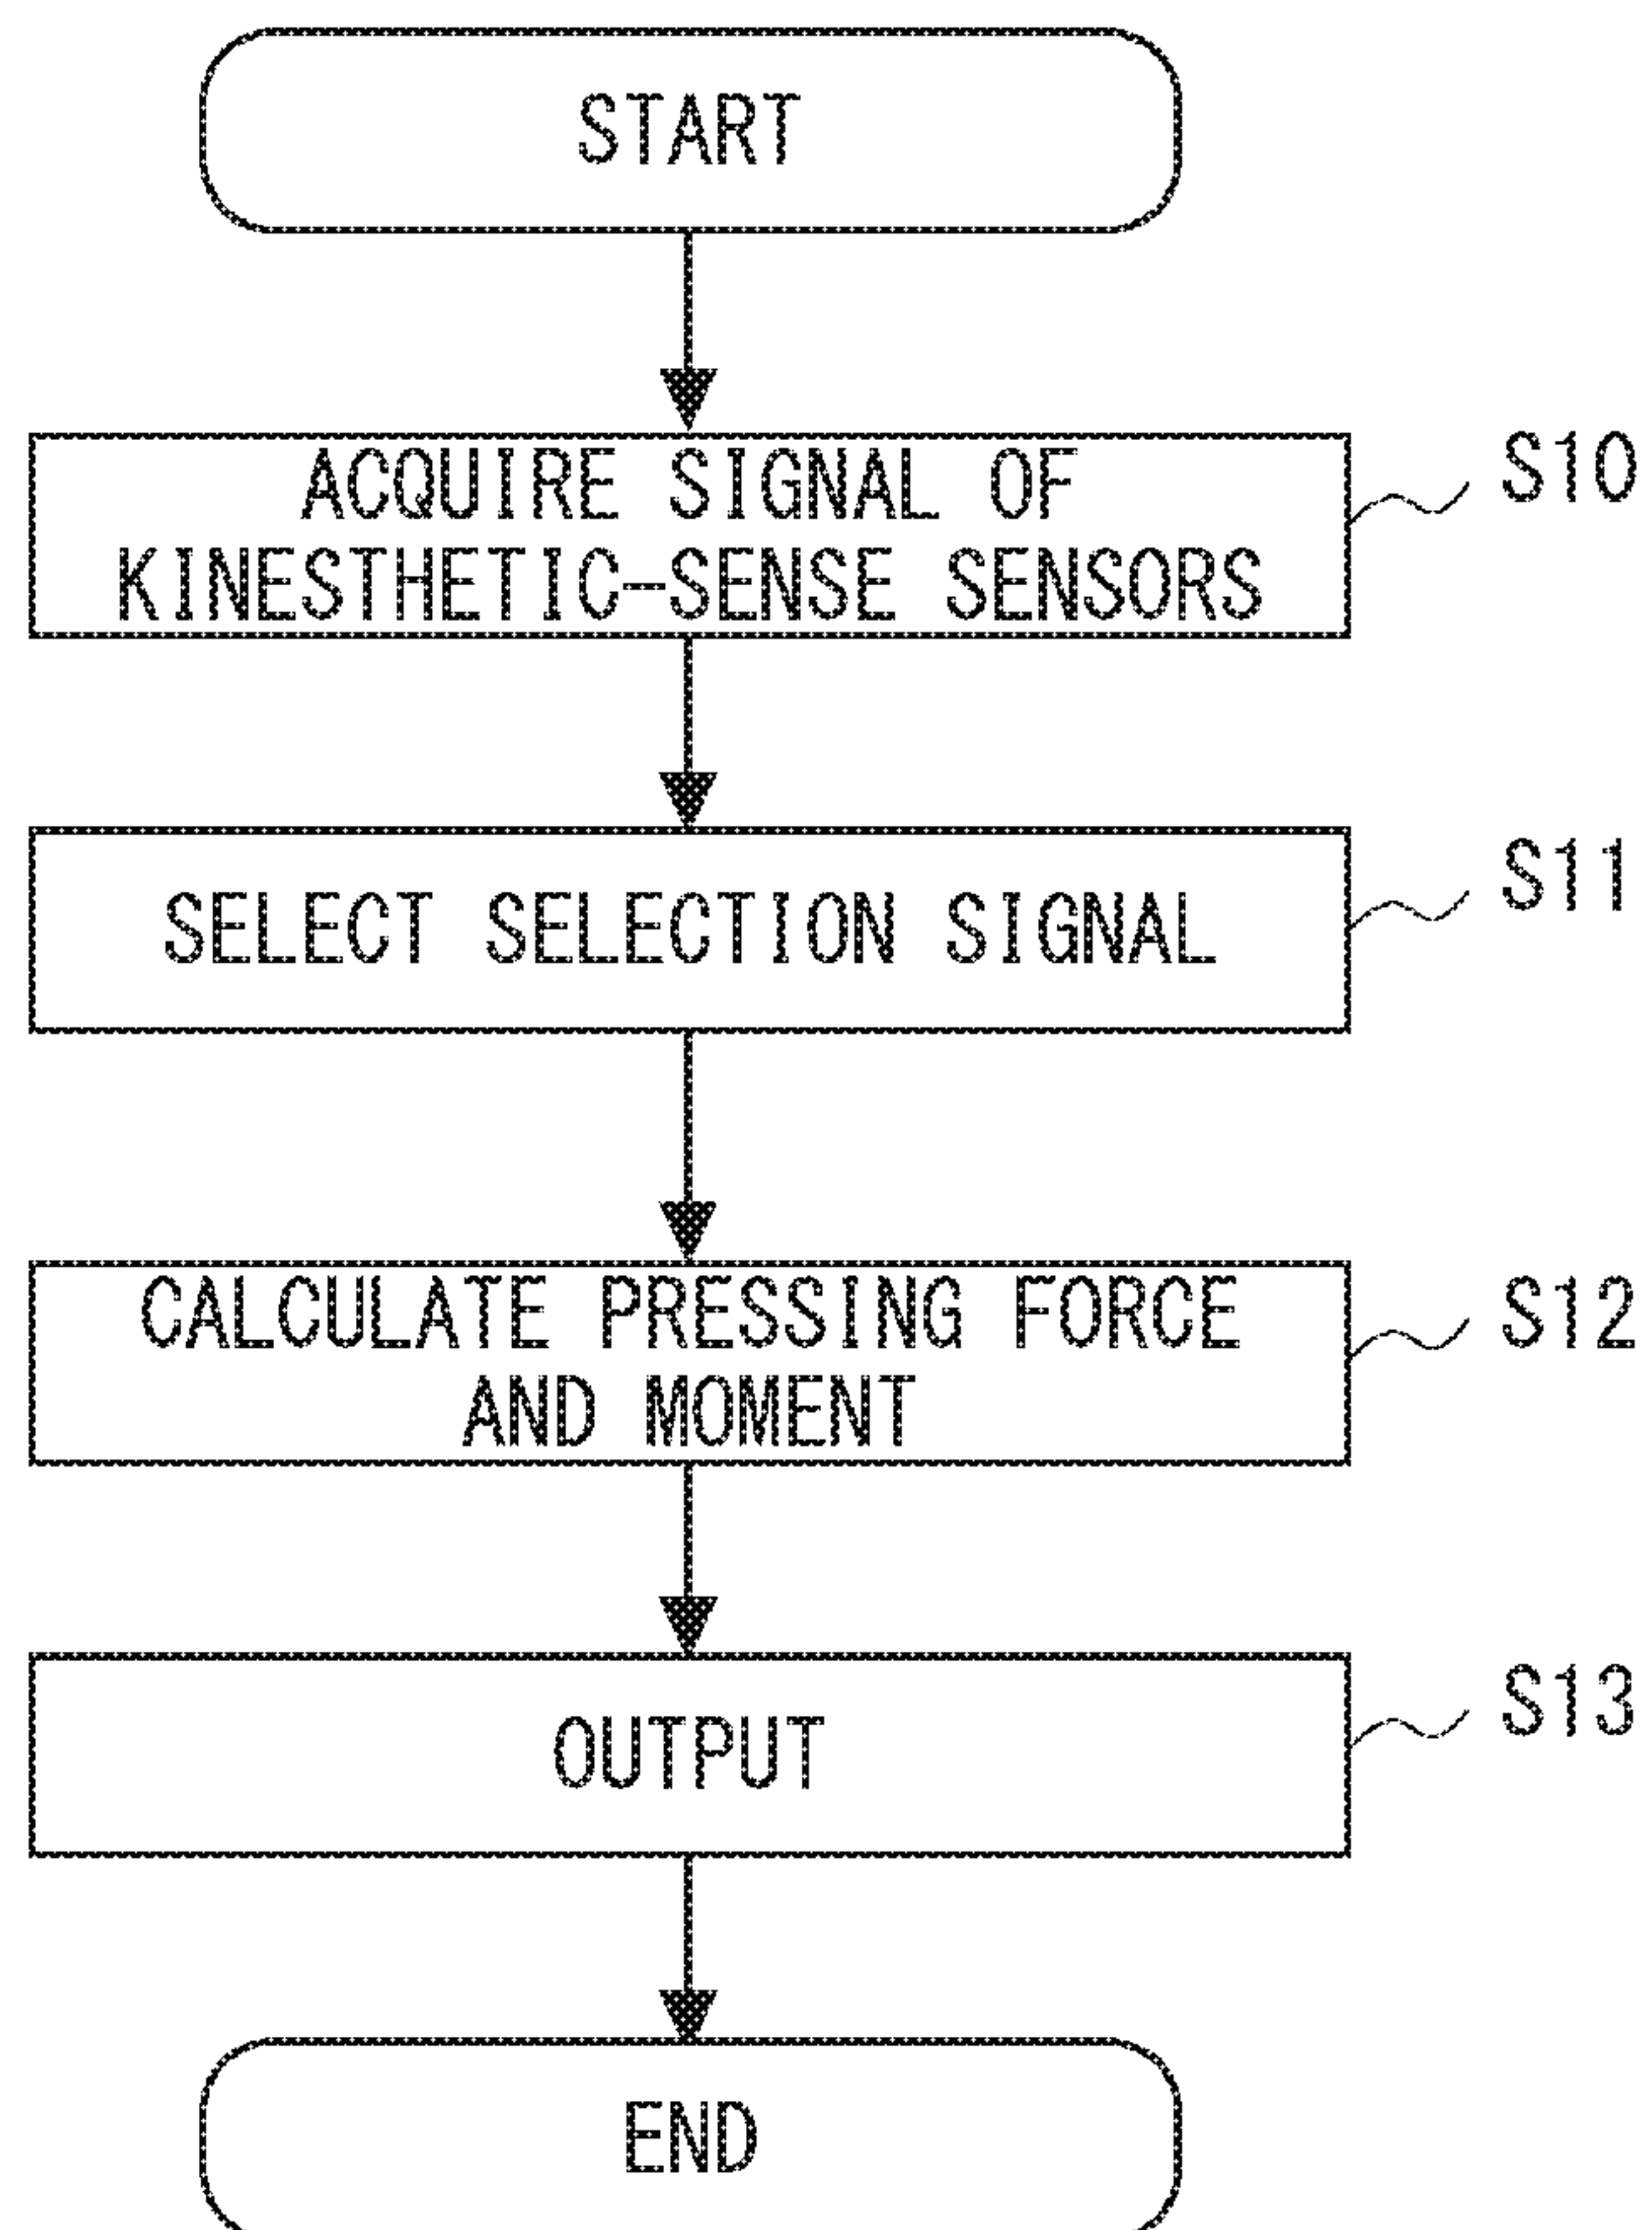 START
ACQUIRE SIGNAL OF
KINESTHETIC-SENSE SENSORS
S10
SELECT SELECTION SIGNAL
S11
CALCULATE PRESSING FORCE
AND MOMENT
S12
OUTPUT
S13
END